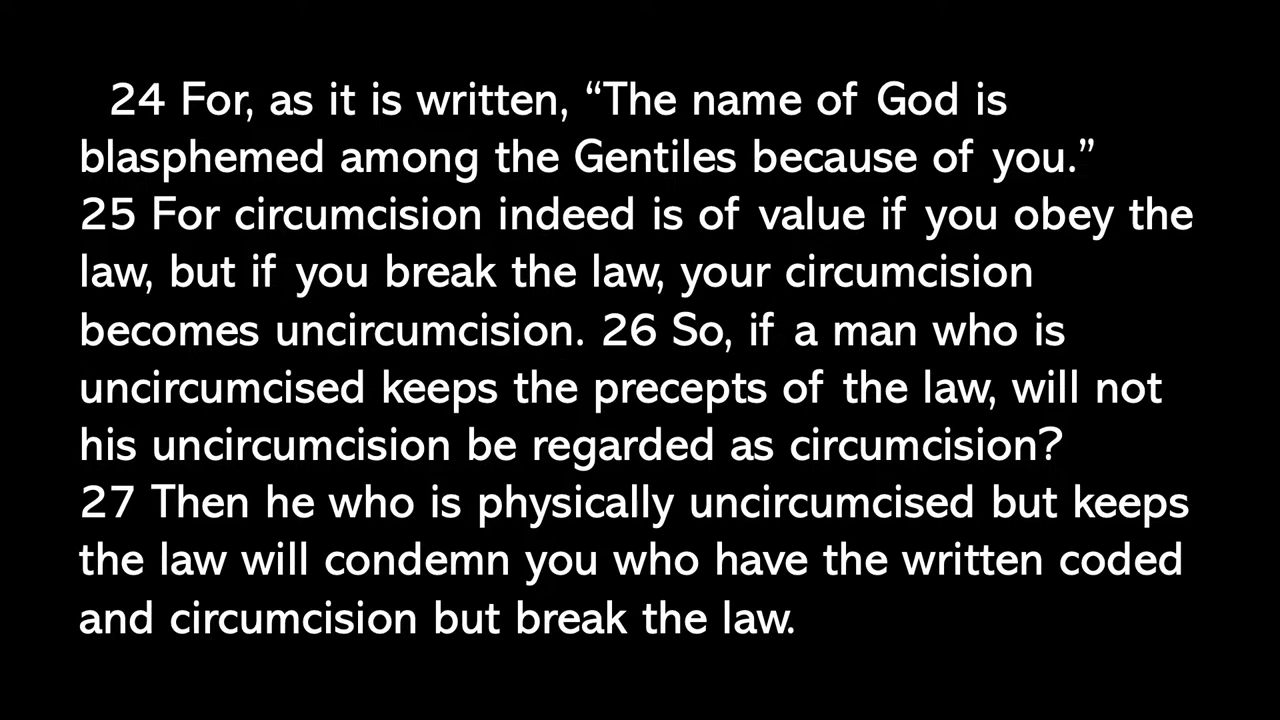 24 For, as it is written, “The name of God is
blasphemed among the Gentiles because of you.”
25 For circumcision indeed is of value if you obey the
law, but if you break the law, your circumcision
becomes uncircumcision. 26 So, if a man who is
uncircumcised keeps the precepts of the law, will not
his uncircumcision be regarded as circumcision?
27 Then he who is physically uncircumcised but keeps
the law will condemn you who have the written coded
and circumcision but break the law.